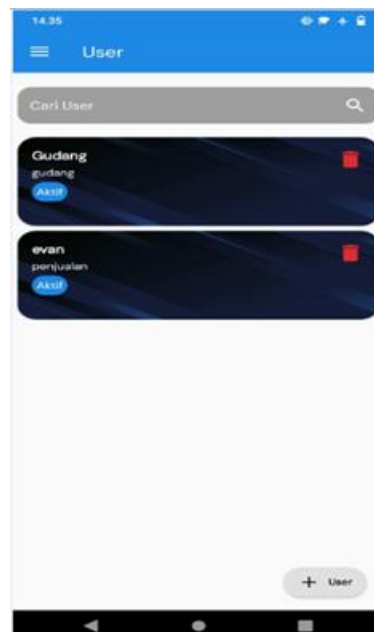 14.35
User
Cari User
Gudang
gudang
Aktif
evan
penjualan
Aktif
+ User